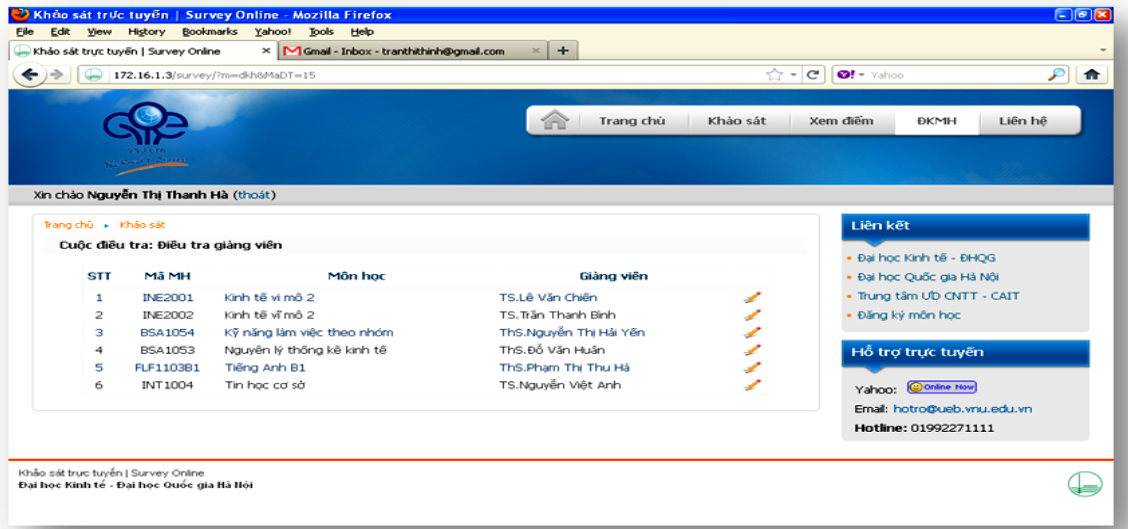 Khảo sát trực tuyến | Survey Online - Mozilla Firefox
File Edit View History Bookmarks Yahoo! Tools Help
Khảo sát trực tuyến | Survey Online × Gmail - Inbox - tranthithinh@gmail.com × +
172.16.1.3/survey/?m=dkh&MaDT=15 Yahoo
Trang chủ Khảo sát Xem điểm ĐKMH Liên hệ
Xin chào Nguyễn Thị Thanh Hà (thoát)
Trang chủ ▸ Khảo sát
Cuộc điều tra: Điều tra giảng viên
STT Mã MH Môn học Giảng viên
1 INE2001 Kinh tế vi mô 2 TS.Lê Văn Chiến
2 INE2002 Kinh tế vĩ mô 2 TS.Trần Thanh Bình
3 BSA1054 Kỹ năng làm việc theo nhóm ThS.Nguyễn Thị Hải Yến
4 BSA1053 Nguyên lý thống kê kinh tế ThS.Đỗ Văn Huân
5 FLF1103B1 Tiếng Anh B1 ThS.Phạm Thị Thu Hà
6 INT1004 Tin học cơ sở TS.Nguyễn Việt Anh
Liên kết
Đại học Kinh tế - ĐHQG
Đại học Quốc gia Hà Nội
Trung tâm ƯD CNTT - CAIT
Đăng ký môn học
Hỗ trợ trực tuyến
Yahoo: Online Now
Email: hotro@ueb.vnu.edu.vn
Hotline: 01992271111
Khảo sát trực tuyến | Survey Online
Đại học Kinh tế - Đại học Quốc gia Hà Nội